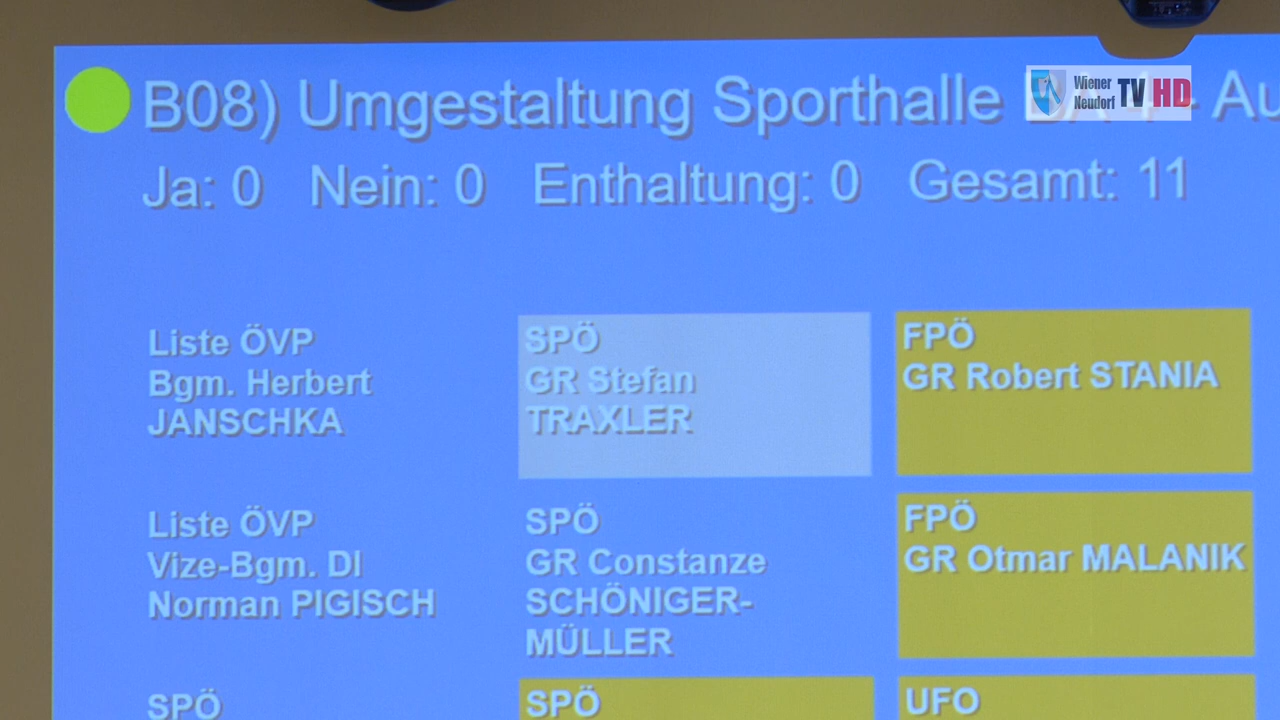 B08) Umgestaltung Sporthalle
Wiener
Neudorf TV HD
Ja: 0 Nein: 0 Enthaltung: 0 Gesamt: 11
Liste ÖVP
Bgm. Herbert
JANSCHKA
SPÖ
GR Stefan
TRAXLER
FPÖ
GR Robert STANIA
Liste ÖVP
Vize-Bgm. DI
Norman PIGISCH
SPÖ
GR Constanze
SCHÖNIGER-
MÜLLER
FPÖ
GR Otmar MALANIK
SPÖ
SPÖ
UFO